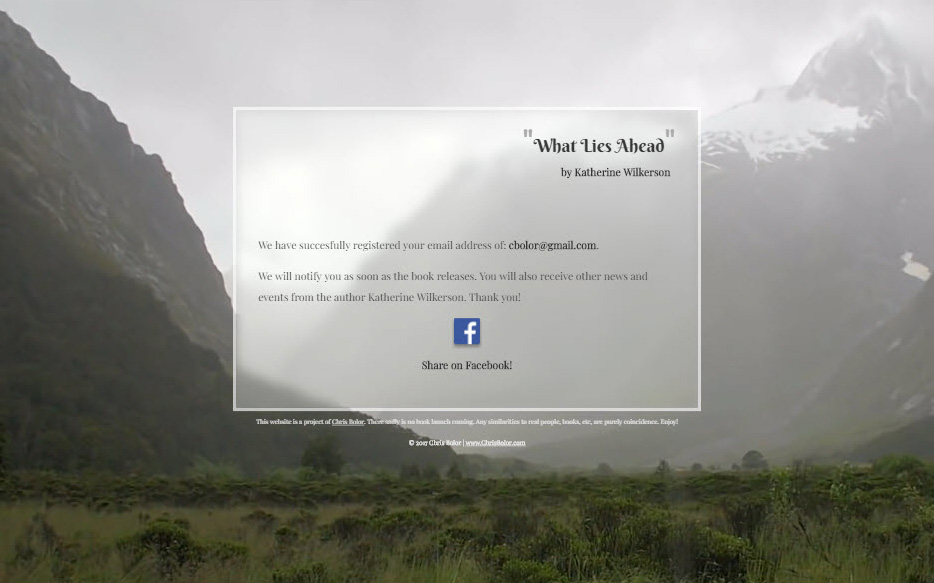 "What Lies Ahead"
by Katherine Wilkerson
We have succesfully registered your email address of: cbolor@gmail.com.
We will notify you as soon as the book releases. You will also receive other news and
events from the author Katherine Wilkerson. Thank you!
f
Share on Facebook!
This website is a project of Chris Bolor. There really is no book launch coming. Any similarities to real people, books, etc, are purely coincidence. Enjoy!
© 2017 Chris Bolor | www.ChrisBolor.com